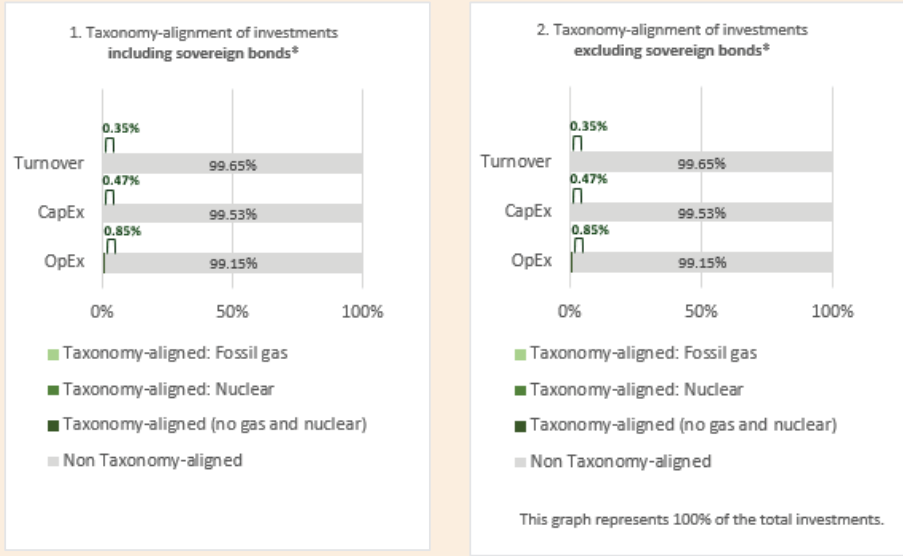 1. Taxonomy-alignment of investments
including sovereign bonds*
0.35%
Turnover
99.65%
0.47%
CapEx
99.53%
0.85%
OpEx
99.15%
0%
50%
100%
Taxonomy-aligned: Fossil gas
Taxonomy-aligned: Nuclear
Taxonomy-aligned (no gas and nuclear)
Non Taxonomy-aligned
2. Taxonomy-alignment of investments
excluding sovereign bonds*
0.35%
Turnover
99.65%
0.47%
CapEx
99.53%
0.85%
OpEx
99.15%
0%
50%
100%
Taxonomy-aligned: Fossil gas
Taxonomy-aligned: Nuclear
Taxonomy-aligned (no gas and nuclear)
Non Taxonomy-aligned
This graph represents 100% of the total investments.